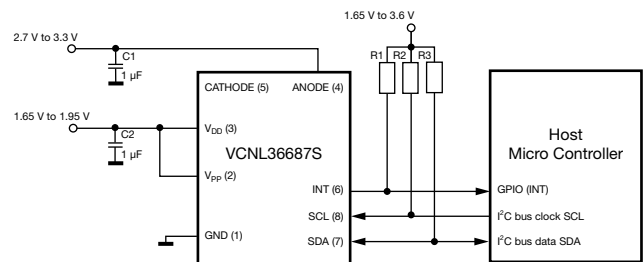 1.65 V to 3.6 V
2.7 V to 3.3 V
C1
1 µF
R1 R2 R3
CATHODE (5) ANODE (4)
1.65 V to 1.95 V
C2
1 µF
VDD (3)
VCNL36687S
VPP (2)
INT (6)
SCL (8)
GND (1)
SDA (7)
Host
Micro Controller
GPIO (INT)
I²C bus clock SCL
I²C bus data SDA